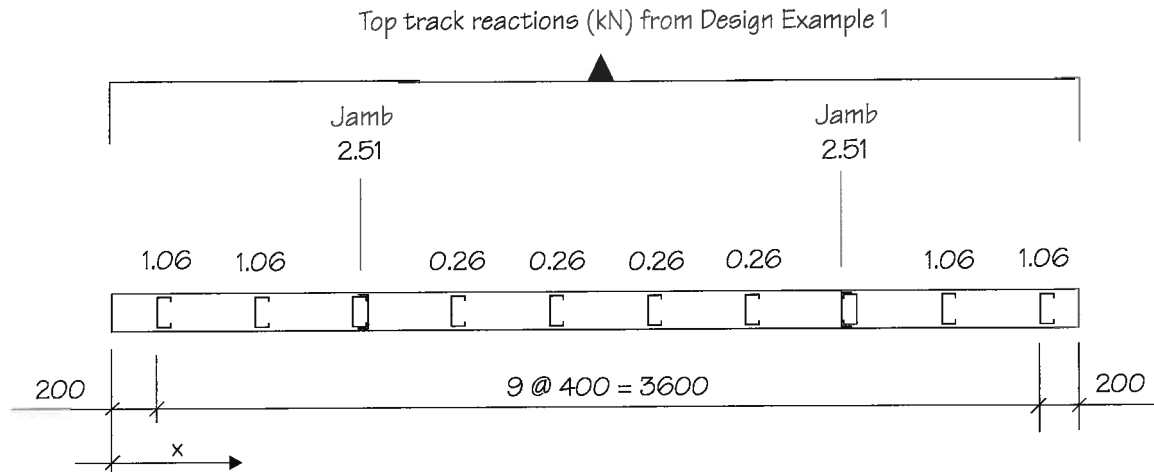 Top track reactions (kN) from Design Example 1
Jamb Jamb
2.51 2.51
1.06 1.06 0.26 0.26 0.26 0.26 1.06 1.06
200 9 @ 400 = 3600 200
x